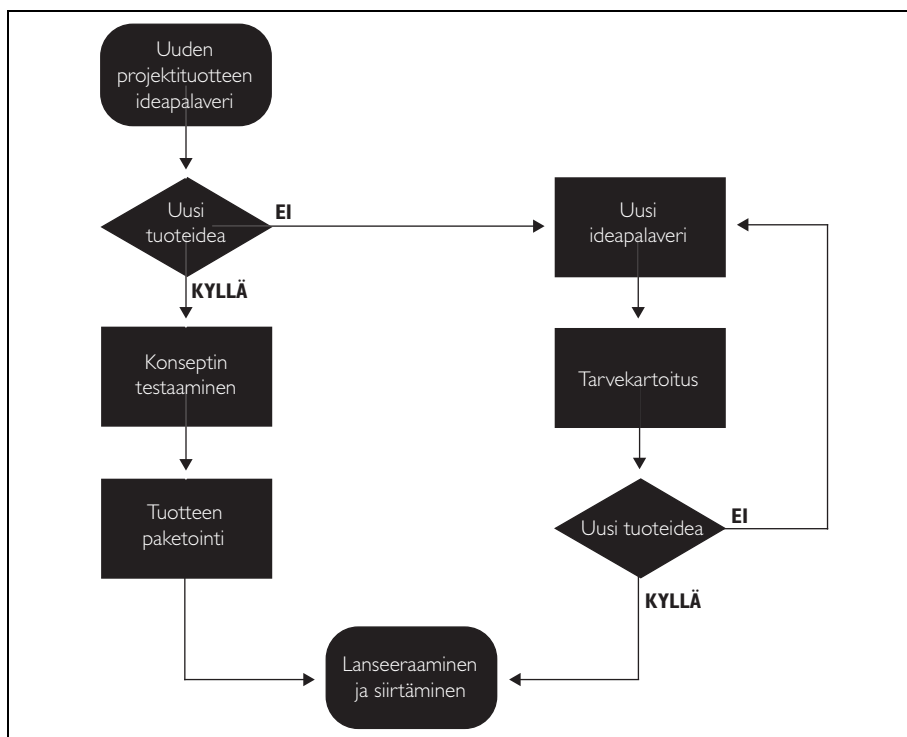 Uuden
projektituotteen
ideapalaveri
Uusi
tuoteidea
EI
KYLLÄ
Konseptin
testaaminen
Tuotteen
paketointi
Uusi
ideapalaveri
Tarvekartoitus
Uusi tuoteidea
EI
KYLLÄ
Lanseeraaminen
ja siirtäminen